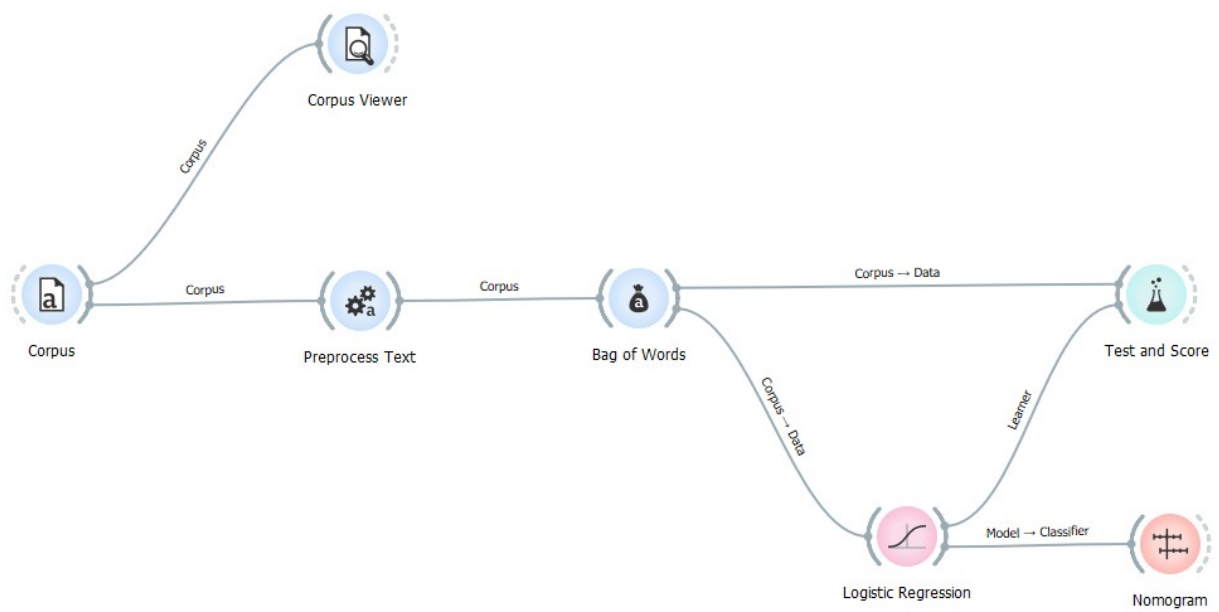 Corpus Viewer
Corpus
Corpus
Corpus
Corpus → Data
Corpus
Preprocess Text
Bag of Words
Test and Score
Corpus → Data
Learner
Model → Classifier
Logistic Regression
Nomogram
a
a
a